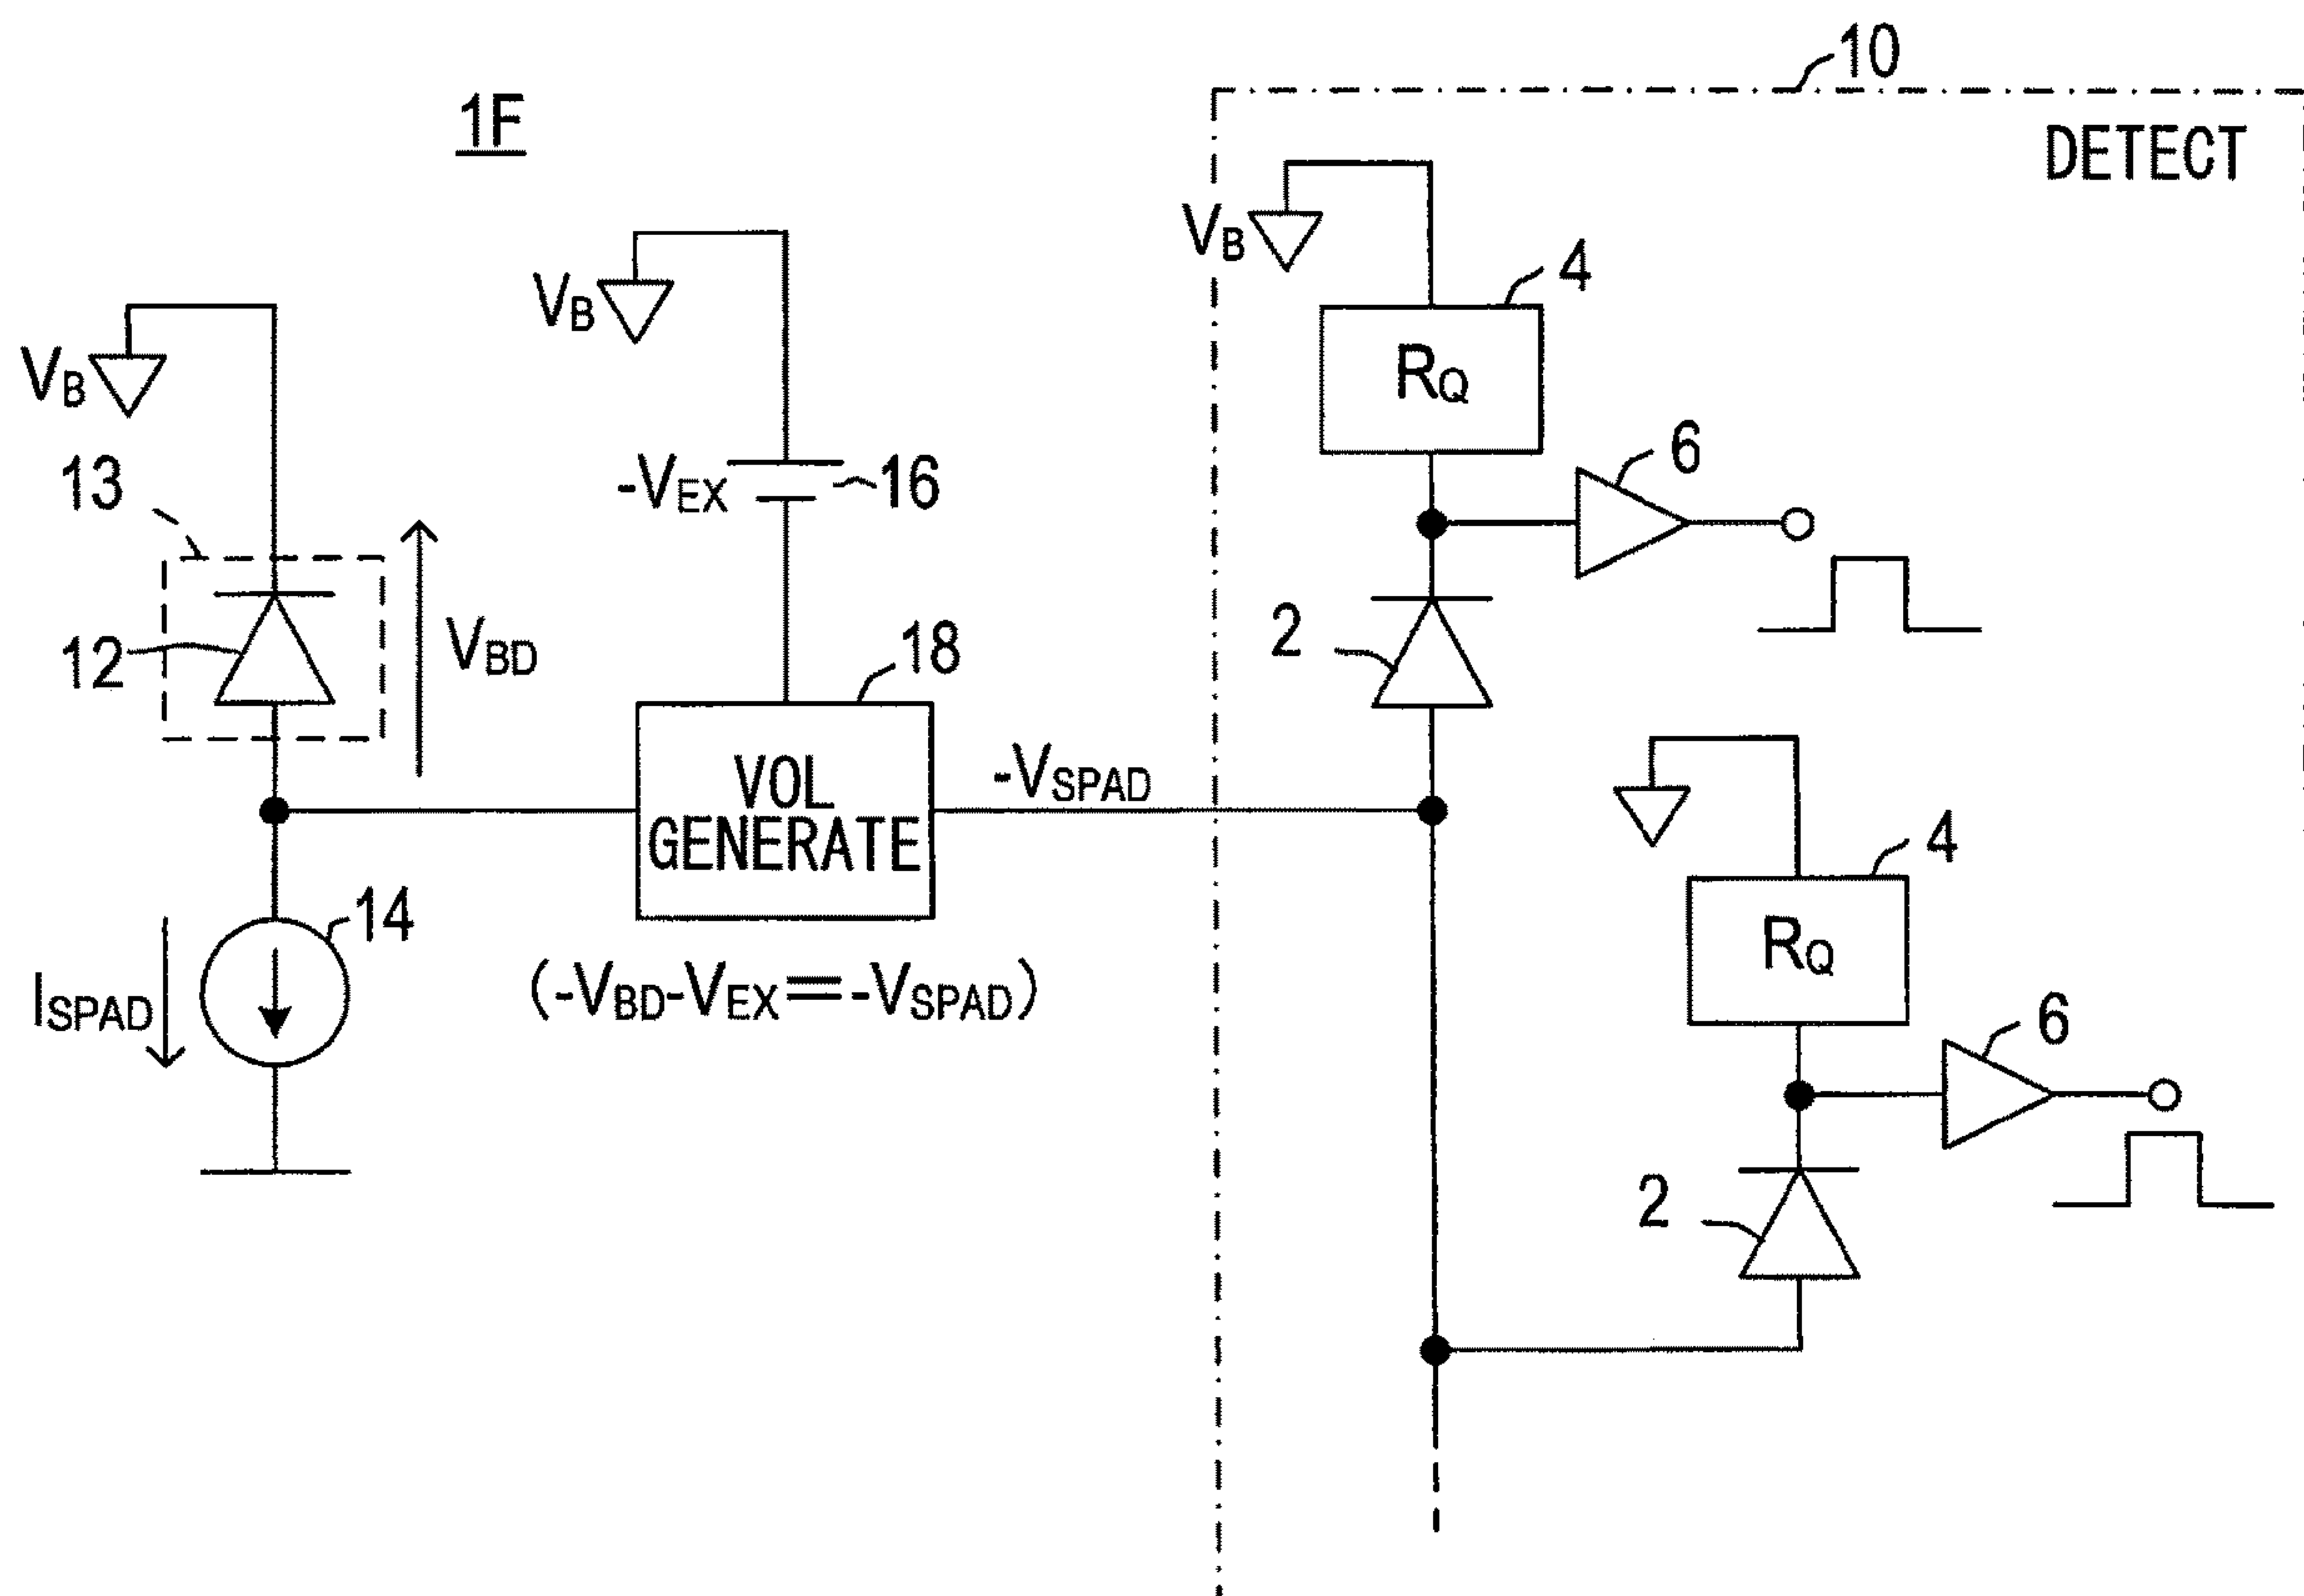 10
1F
DETECT
VB
4
VB
RQ
VB
6
13
-VEX
16
2
12
VBD
18
VOL
GENERATE
-VSPAD
4
14
RQ
ISPAD
(-VBD-VEX=-VSPAD)
6
2